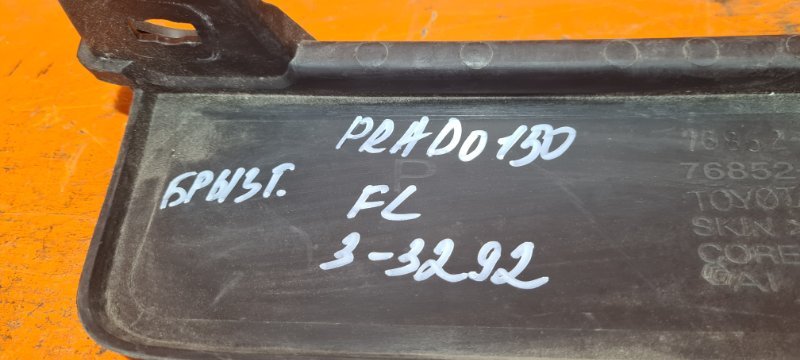 PRADO 150
БРЫЗГ.
FL
3-3292
P
76852-
76852
TOYOTA
SKIN
CORE